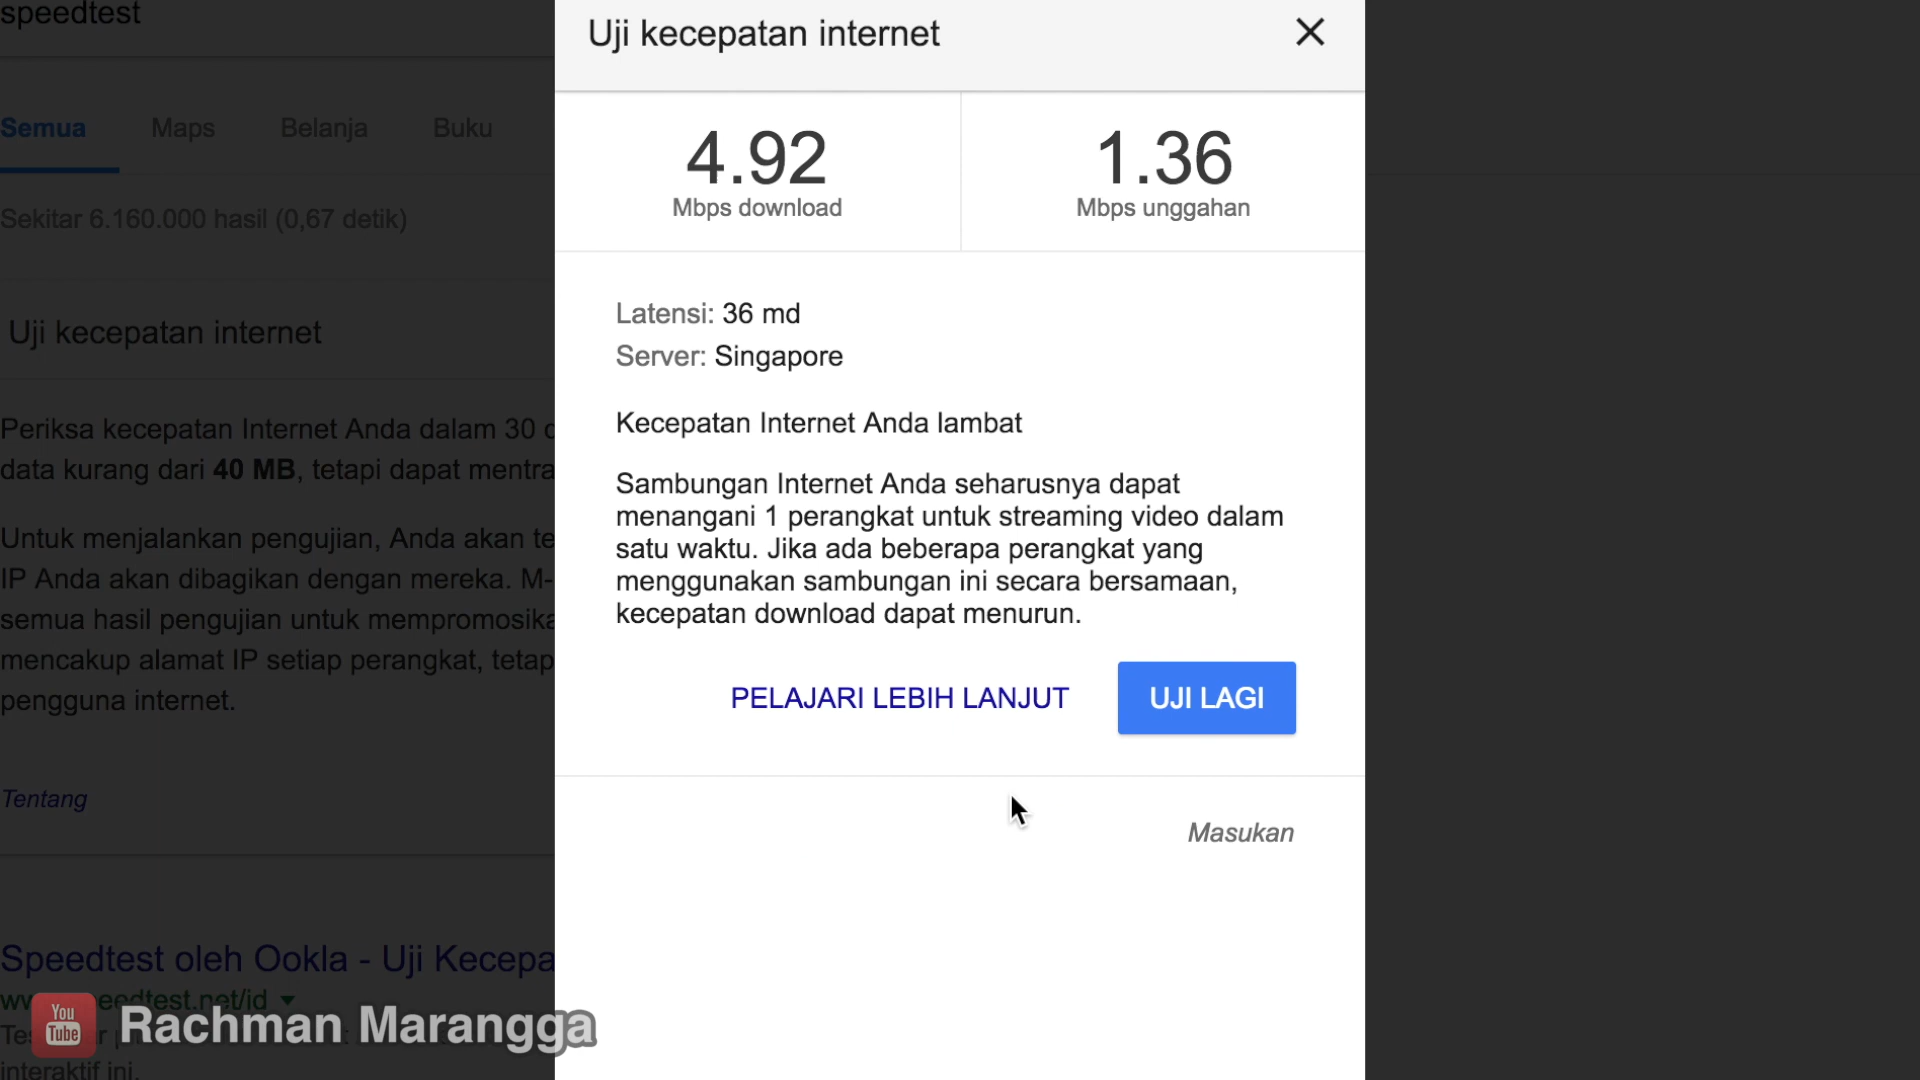 speedtest
Semua Maps Belanja Buku
Sekitar 6.160.000 hasil (0,67 detik)
Uji kecepatan internet
Periksa kecepatan Internet Anda dalam 30
data kurang dari 40 MB, tetapi dapat mentra
Untuk menjalankan pengujian, Anda akan te
IP Anda akan dibagikan dengan mereka. M-
semua hasil pengujian untuk mempromosika
mencakup alamat IP setiap perangkat, tetap
pengguna internet.
Tentang
Speedtest oleh Ookla - Uji Kecepa
eedtest.net/id
interaktif ini.
Uji kecepatan internet
4.92
Mbps download
1.36
Mbps unggahan
Latensi: 36 md
Server: Singapore
Kecepatan Internet Anda lambat
Sambungan Internet Anda seharusnya dapat
menangani 1 perangkat untuk streaming video dalam
satu waktu. Jika ada beberapa perangkat yang
menggunakan sambungan ini secara bersamaan,
kecepatan download dapat menurun.
PELAJARI LEBIH LANJUT UJI LAGI
Masukan
You
Tube
Rachman Marangga